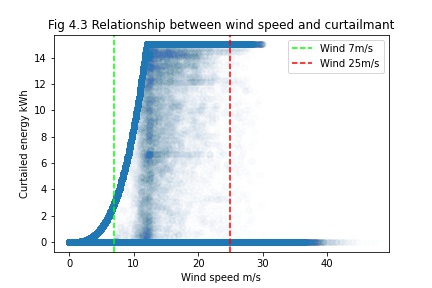 Fig 4.3 Relationship between wind speed and curtailmant
Wind 7m/s
Wind 25m/s
Curtailed energy kWh
14
12
10
8
6
4
2
0
0 10 20 30 40
Wind speed m/s